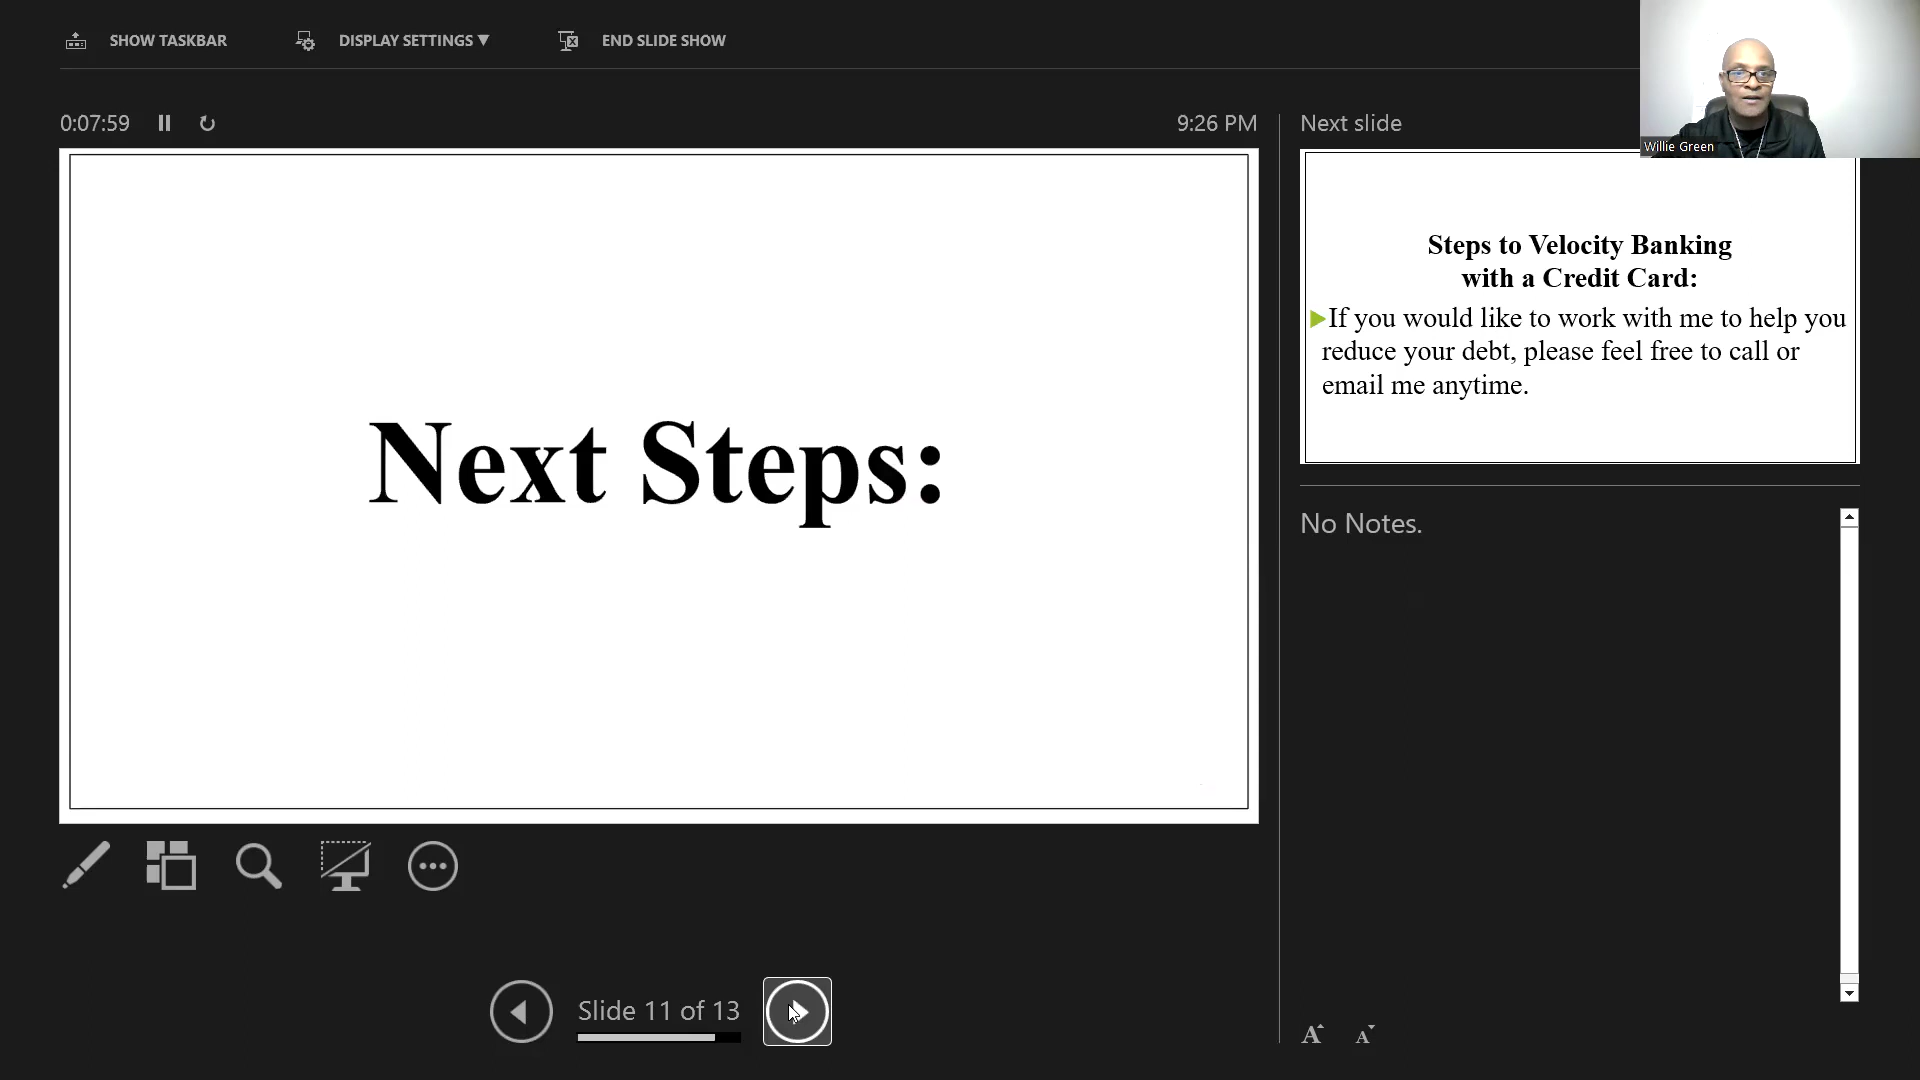 SHOW TASKBAR
DISPLAY SETTINGS ▼
END SLIDE SHOW
0:07:59
9:26 PM
Next slide
Willie Green
Next Steps:
Steps to Velocity Banking
with a Credit Card:
If you would like to work with me to help you
reduce your debt, please feel free to call or
email me anytime.
No Notes.
Slide 11 of 13
A A